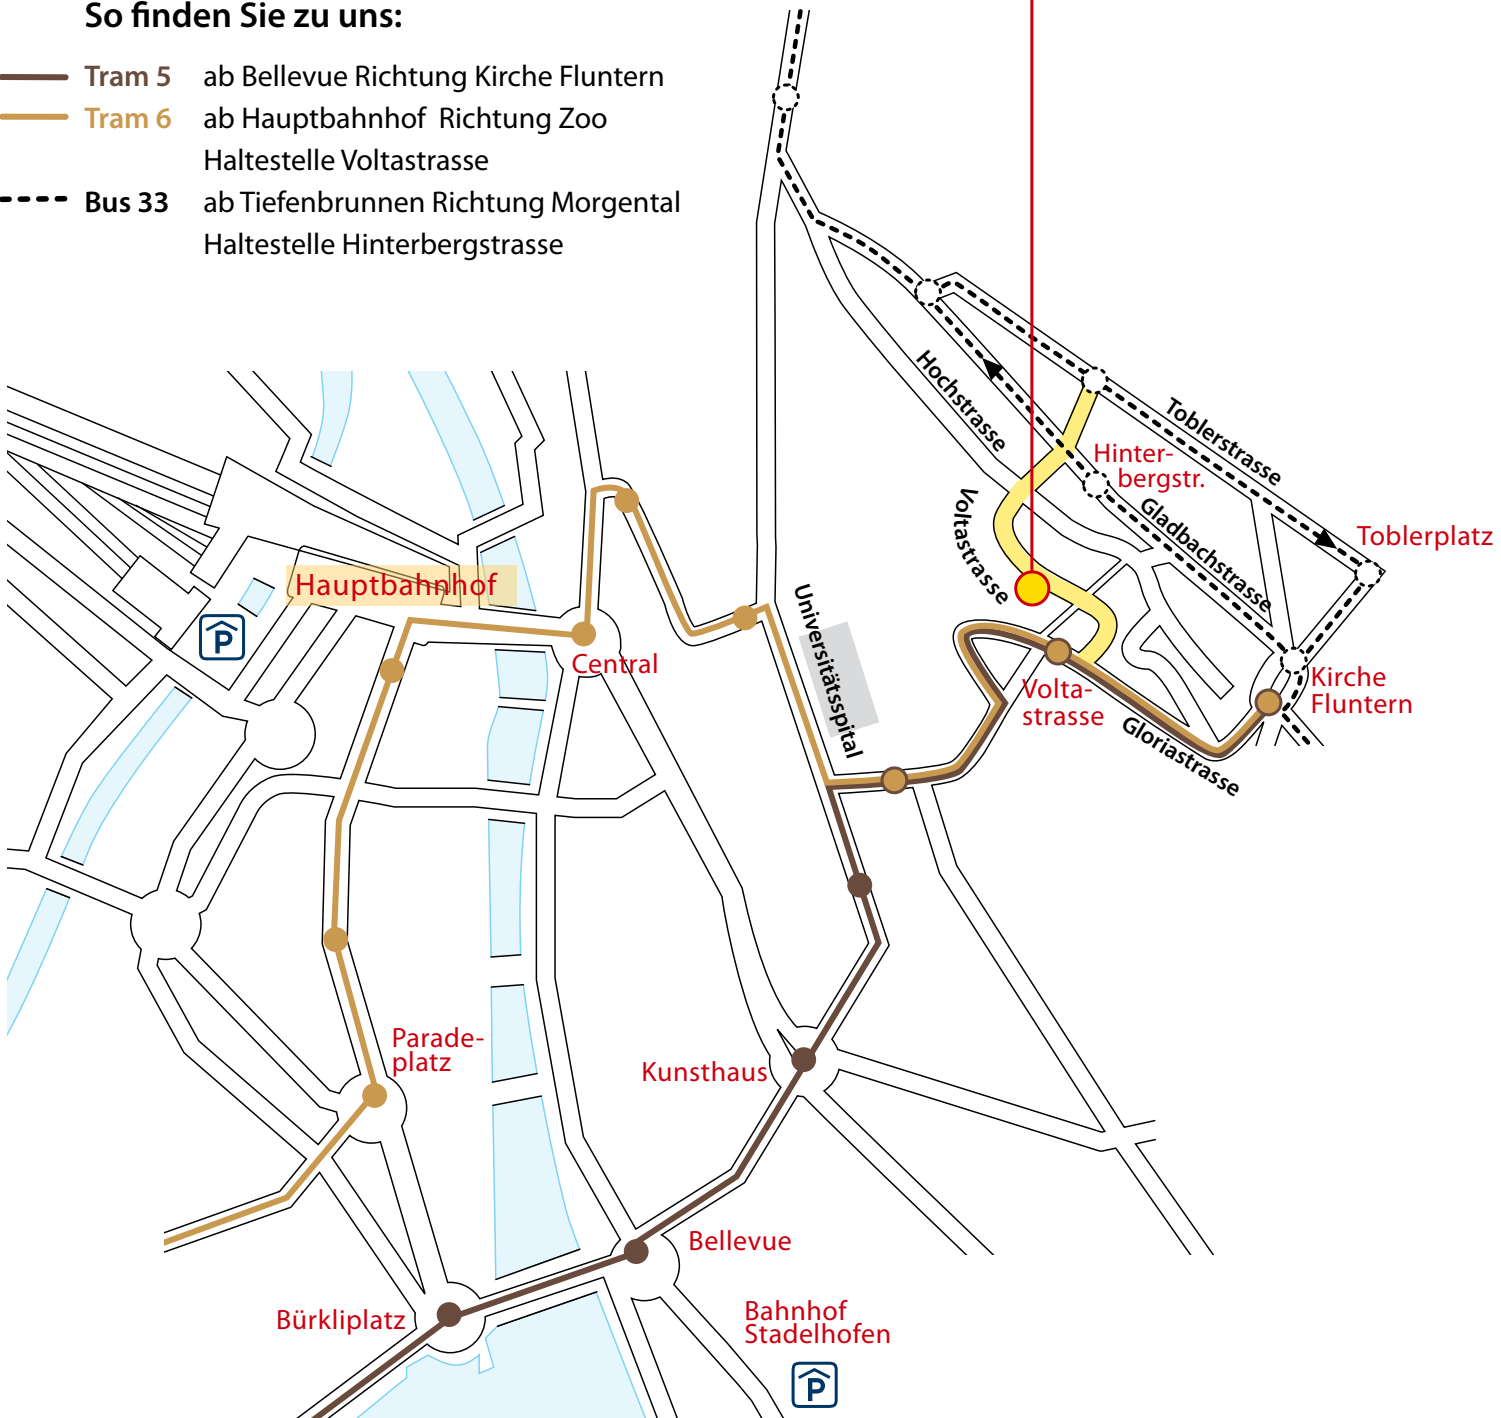 So finden Sie zu uns:
Tram 5 ab Bellevue Richtung Kirche Fluntern
Tram 6 ab Hauptbahnhof Richtung Zoo
Haltestelle Voltastrasse
Bus 33 ab Tiefenbrunnen Richtung Morgental
Haltestelle Hinterbergstrasse
Hochstrasse
Toblerstrasse
Hinter-
bergstr.
Voltastrasse
Gladbachstrasse
Toblerplatz
Hauptbahnhof
P
Universitätsspital
Central
Kirche
Fluntern
Volta-
strasse
Gloriastrasse
Parade-
platz
Kunsthaus
Bellevue
Bürkliplatz
Bahnhof
Stadelhofen
P